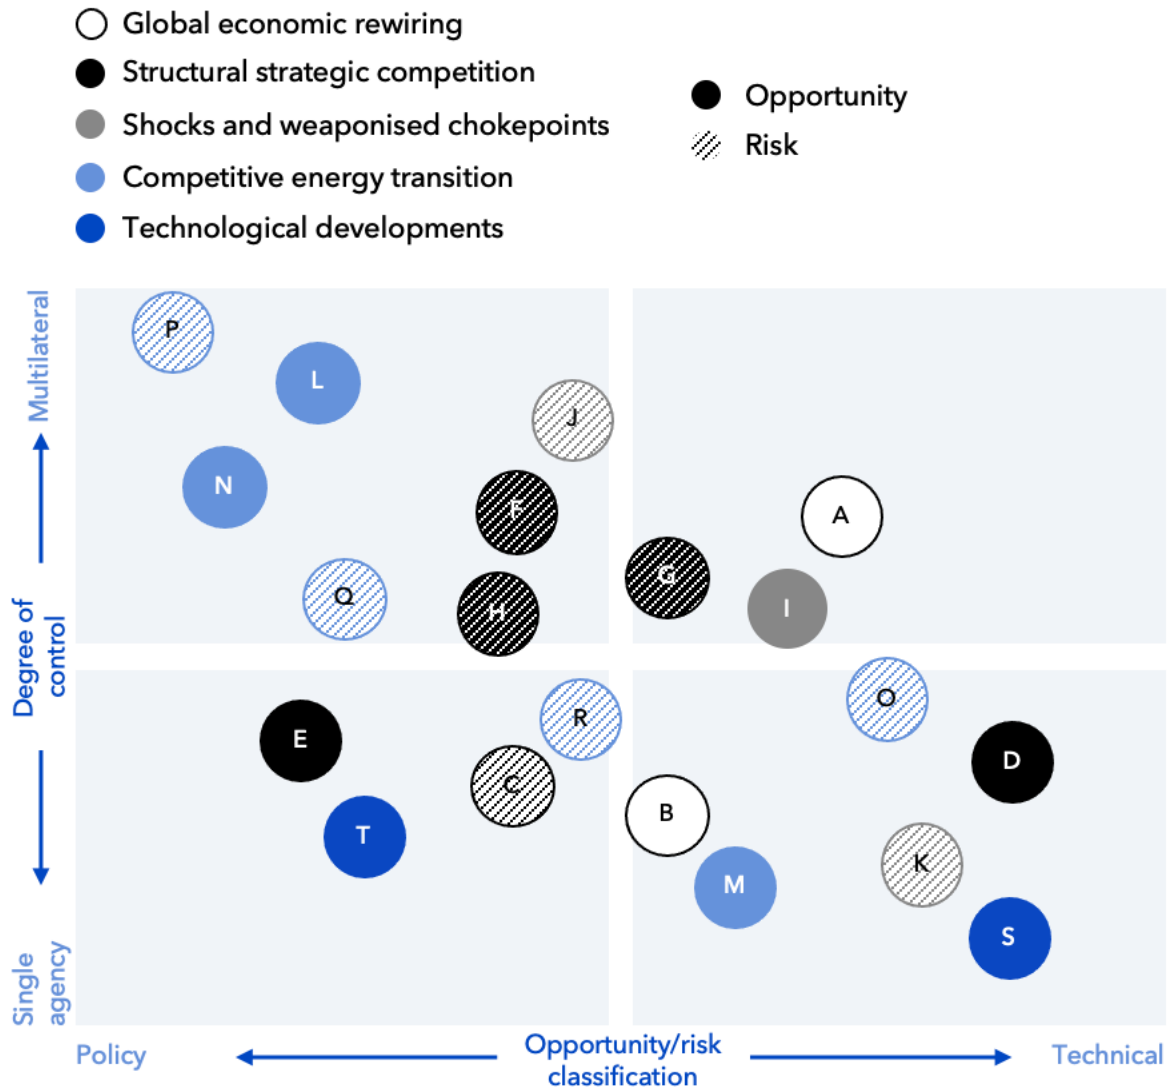 Global economic rewiring
Structural strategic competition
Shocks and weaponised chokepoints
Competitive energy transition
Technological developments
Opportunity
Risk
Multilateral
Degree of
control
Single
agency
P
L
J
N
F
A
G
Q
I
H
O
R
E
D
C
B
T
K
M
S
Policy
Opportunity/risk
classification
Technical